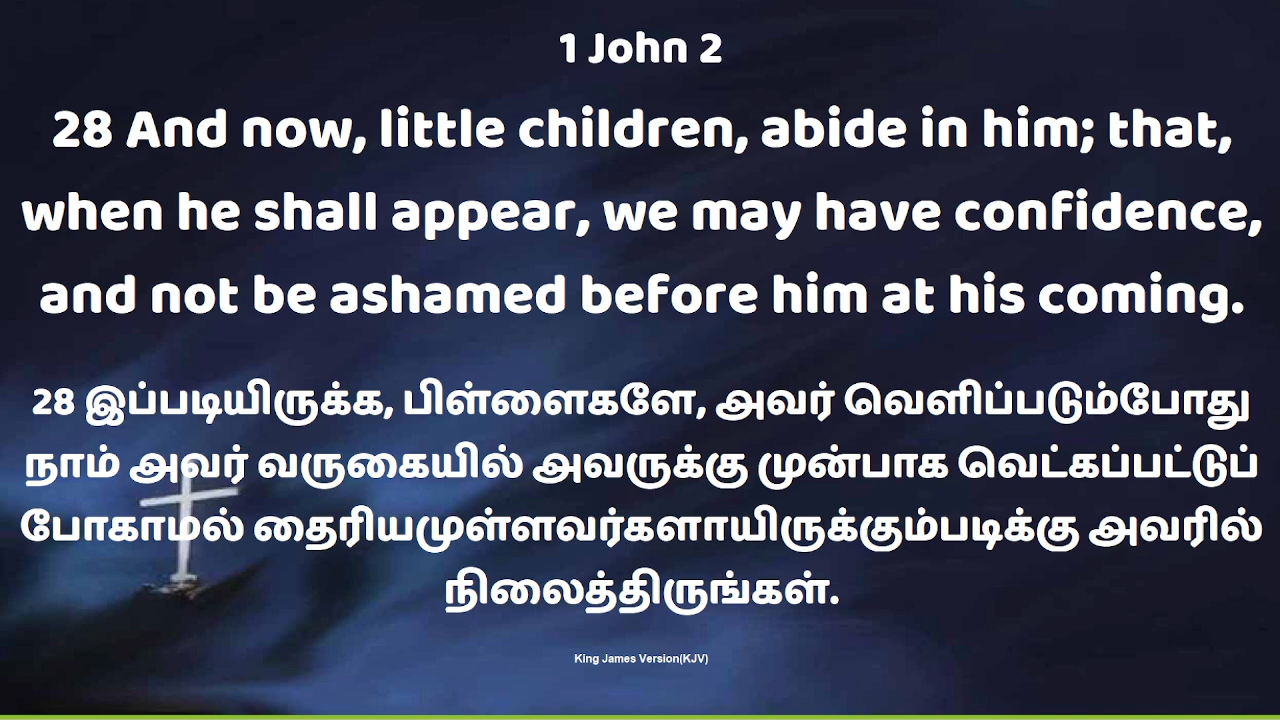 1 John 2
28 And now, little children, abide in him; that,
when he shall appear, we may have confidence,
and not be ashamed before him at his coming.
28 இப்படியிருக்க, பிள்ளைகளே, அவர் வெளிப்படும்போது
நாம் அவர் வருகையில் அவருக்கு முன்பாக வெட்கப்பட்டுப்
போகாமல் தைரியமுள்ளவர்களாயிருக்கும்படிக்கு அவரில்
நிலைத்திருங்கள்.
King James Version(KJV)